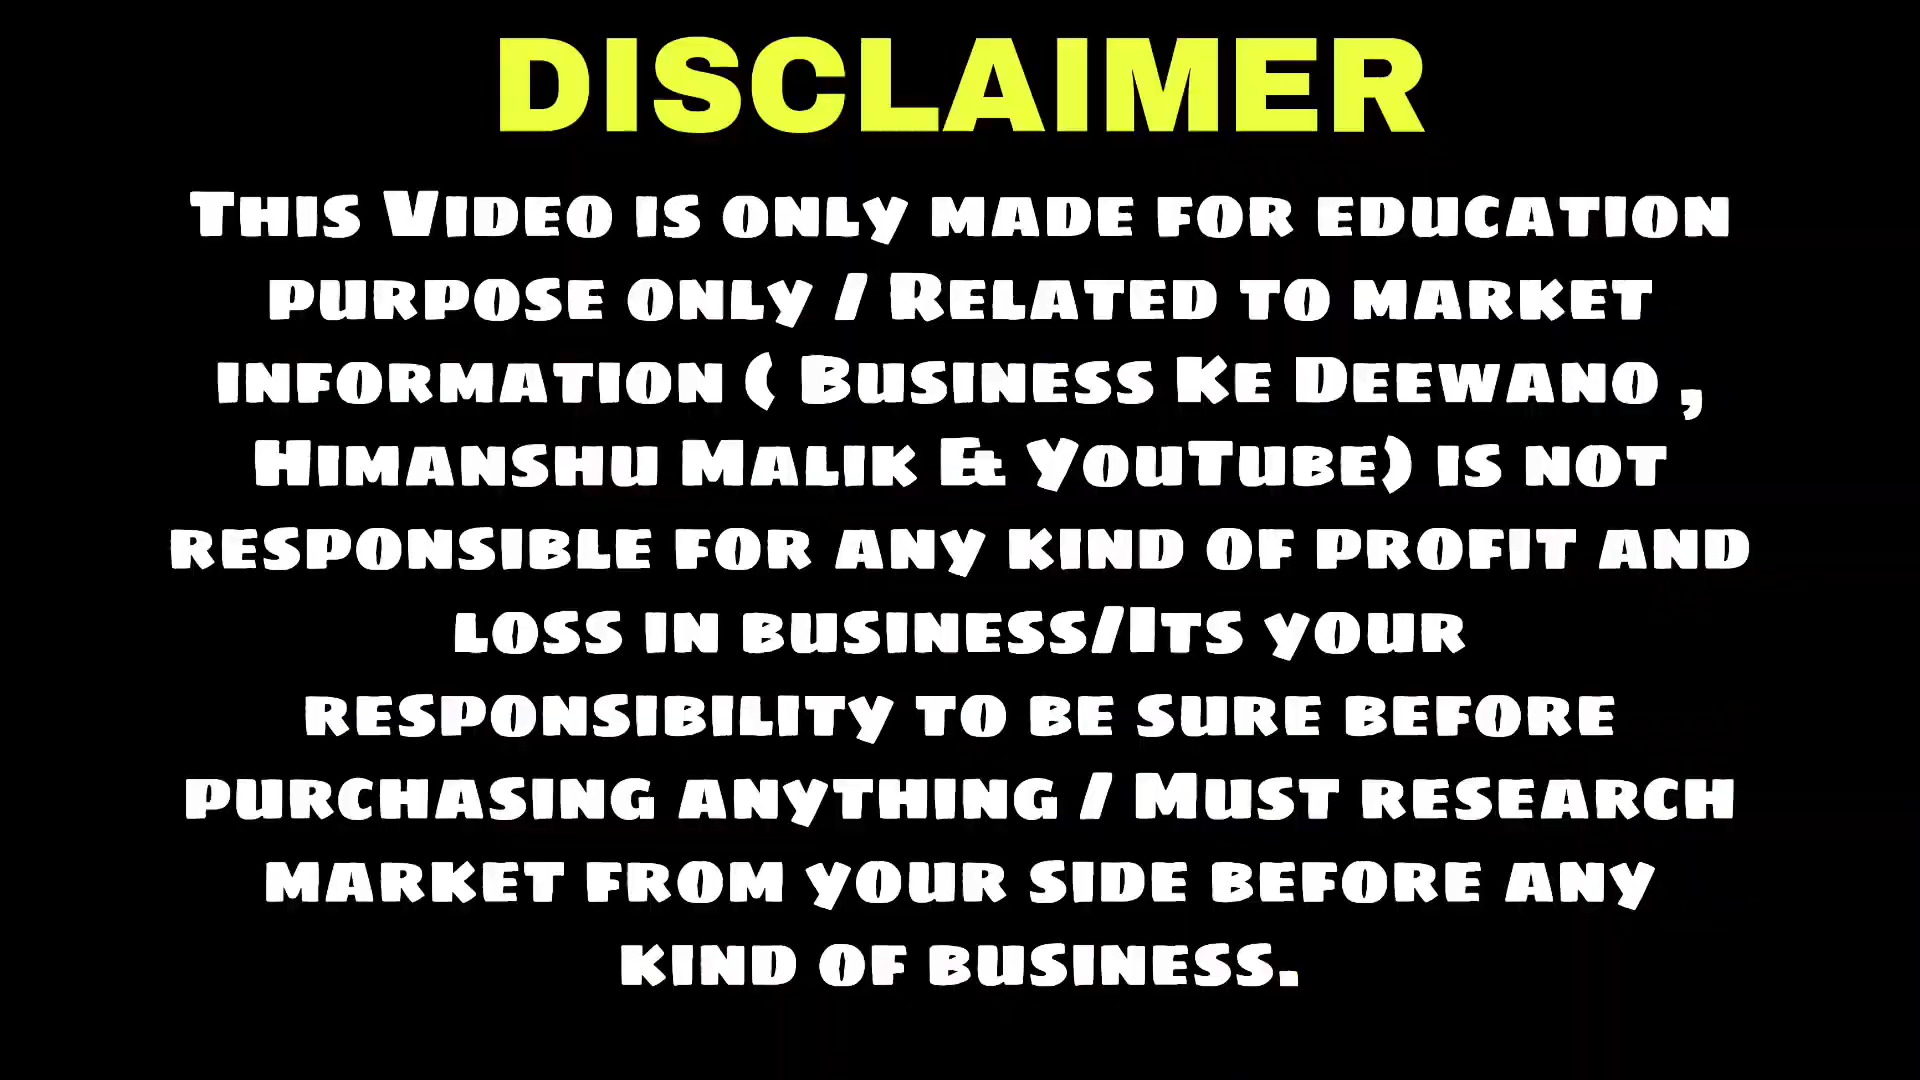 DISCLAIMER
This Video is only made for education
purpose only / Related to market
information ( Business Ke Deewano ,
Himanshu Malik & YouTube) is not
responsible for any kind of profit and
loss in business/Its your
responsibility to be sure before
purchasing anything / Must research
market from your side before any
kind of business.